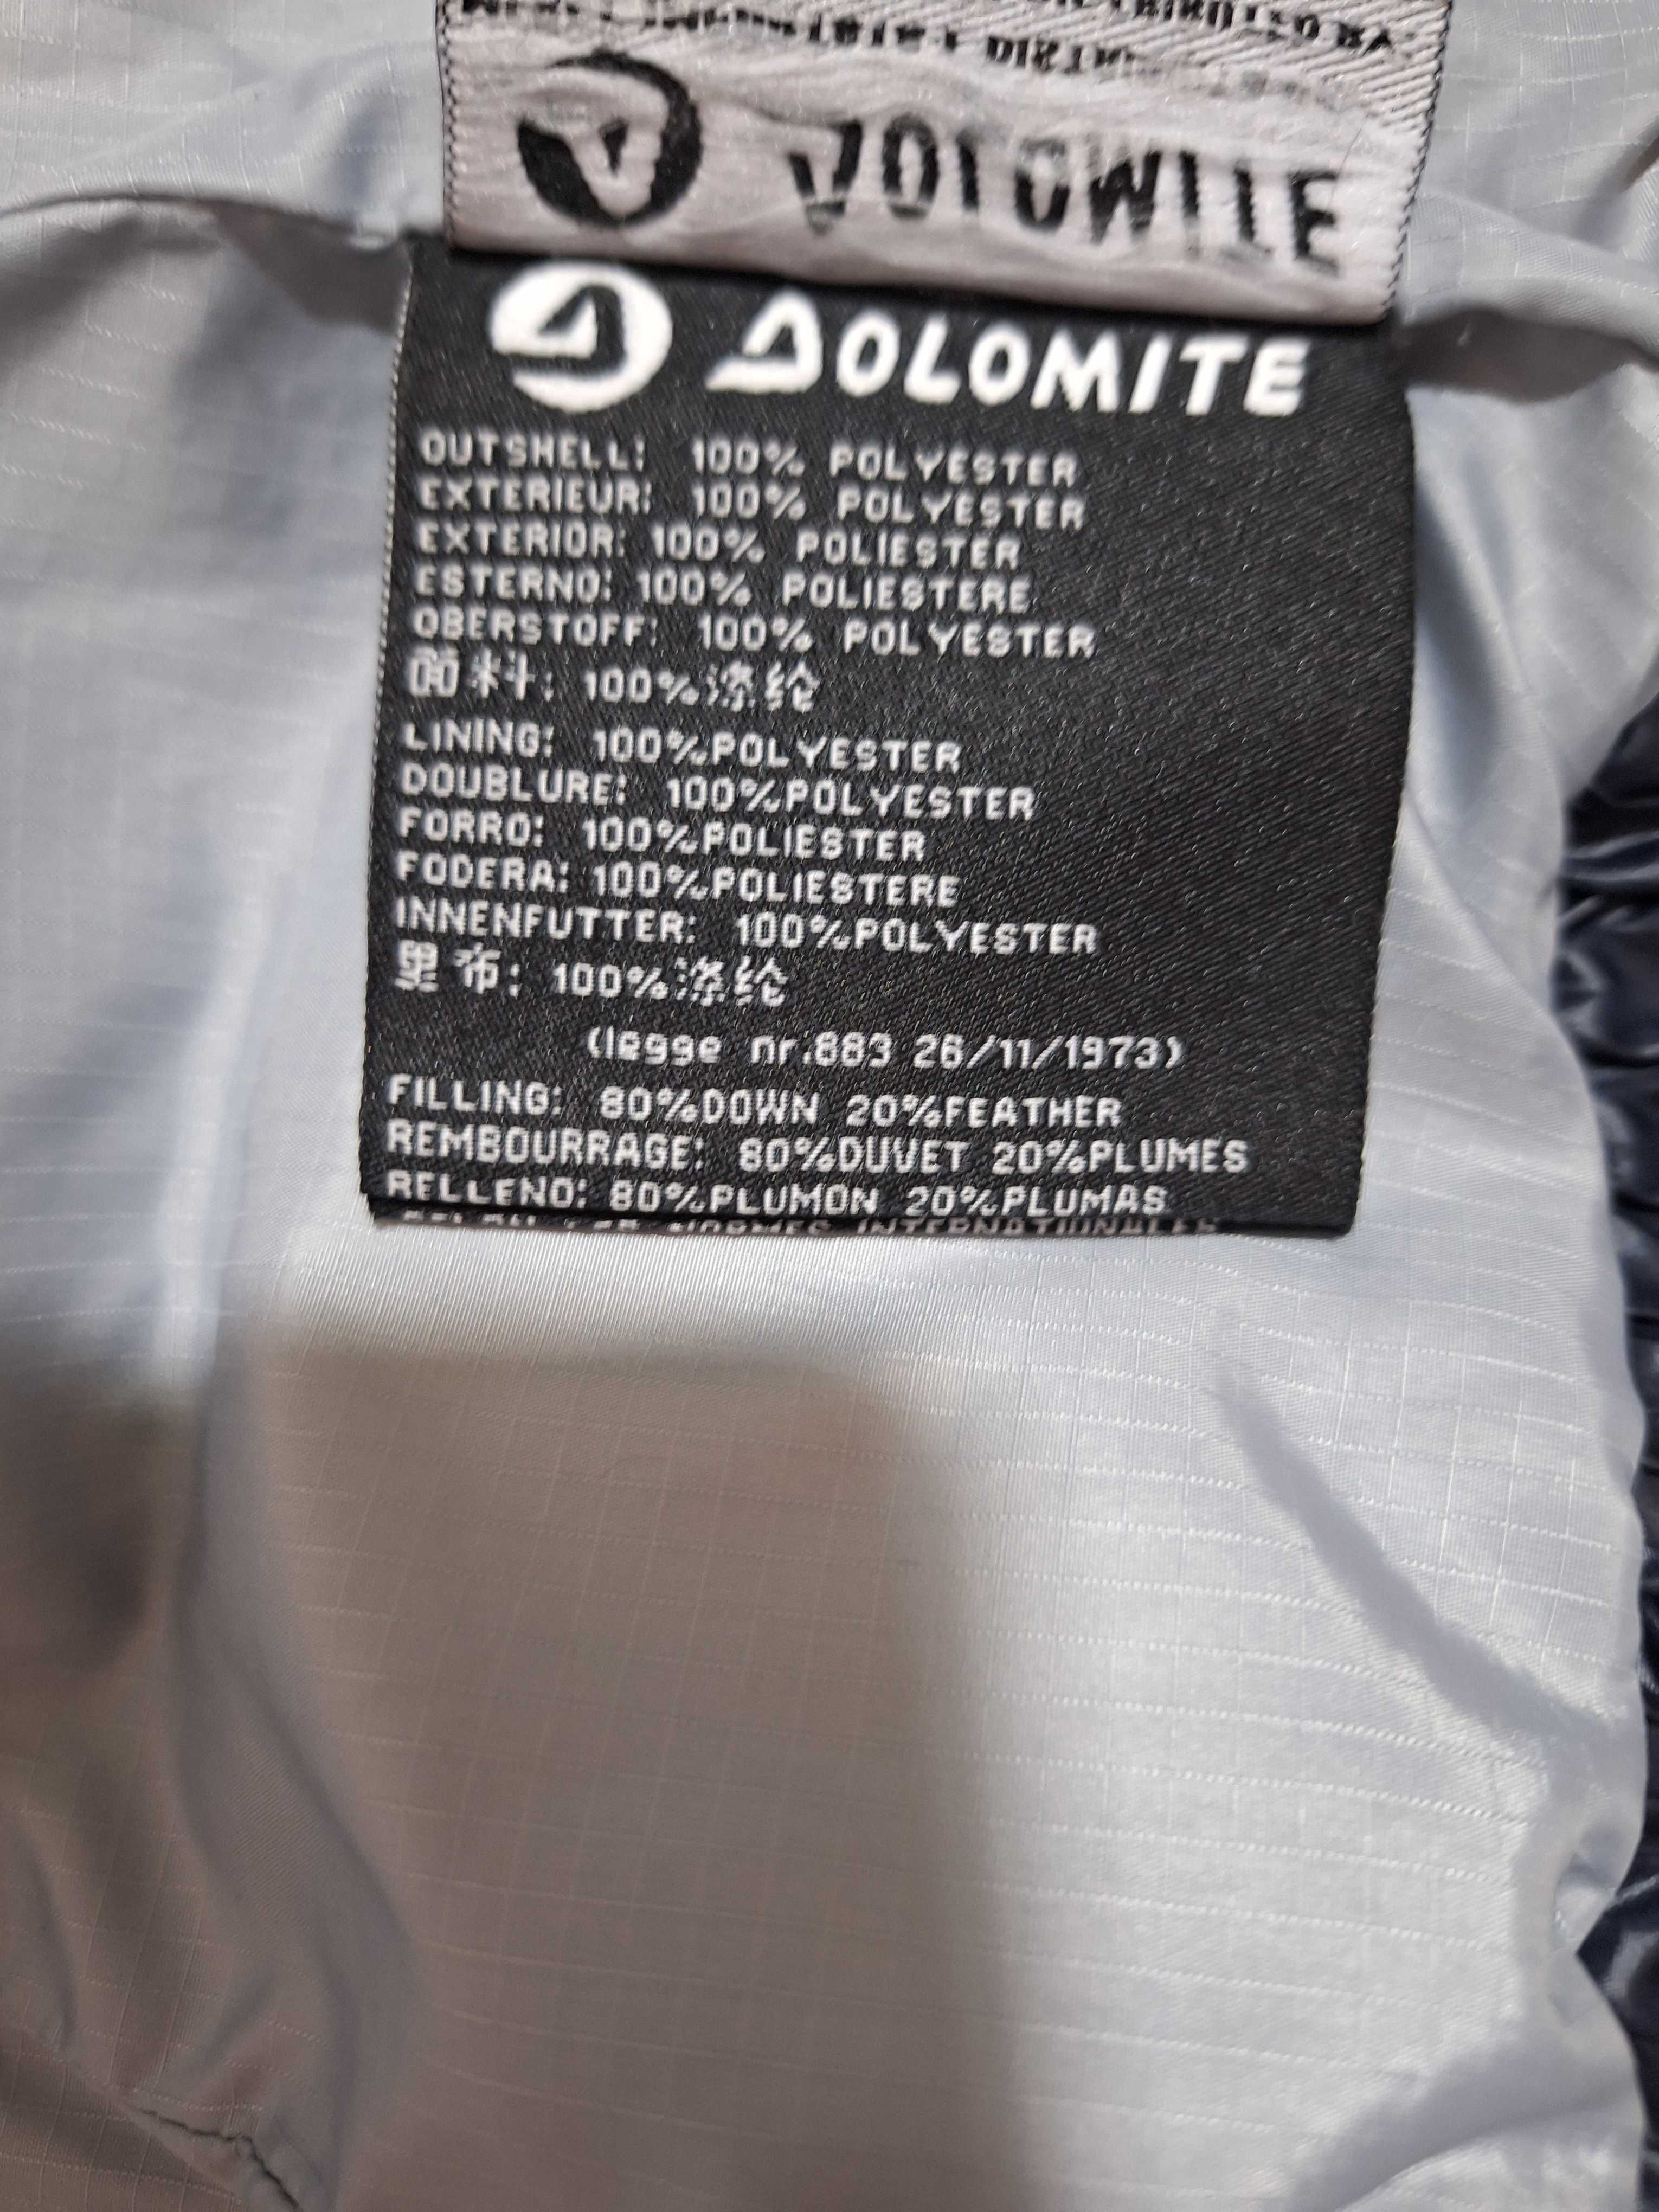 DOLOMITE
DOLOMITE
OUTSHELL: 100% POLYESTER
EXTERIEUR: 100% POLYESTER
EXTERIOR: 100% POLIESTER
ESTERNO: 100% POLIESTERE
OBERSTOFF: 100% POLYESTER
面料: 100%涤纶
LINING: 100%POLYESTER
DOUBLURE: 100%POLYESTER
FORRO: 100%POLIESTER
FODERA: 100%POLIESTERE
INNENFUTTER: 100%POLYESTER
里布: 100%涤纶
(legge nr.883 26/11/1973)
FILLING: 80%DOWN 20%FEATHER
REMBOURRAGE: 80%DUVET 20%PLUMES
RELLENO: 80%PLUMON 20%PLUMAS
NORMES INTERNATIONALES